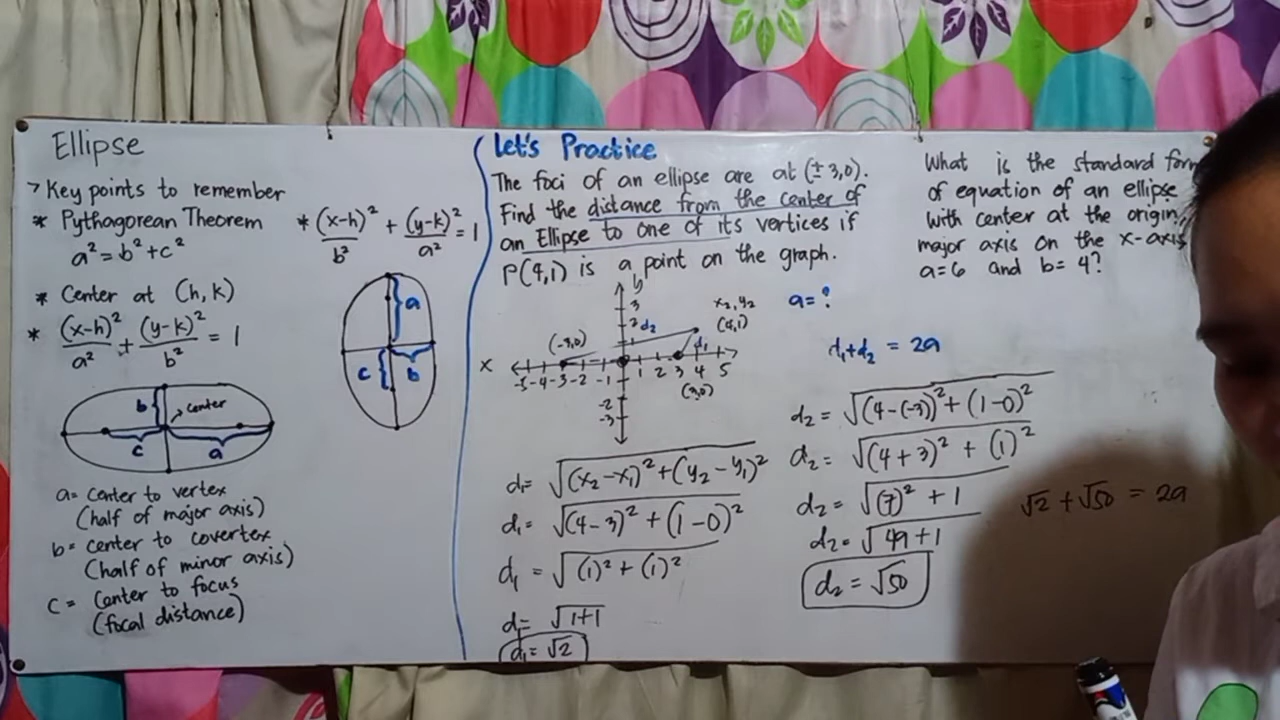 Ellipse
> Key points to remember
* Pythagorean Theorem
a² = b² + c²
* Center at (h, k)
* (x-h)²/a² + (y-k)²/b² = 1
b
center
c
a
a = Center to vertex
(half of major axis)
b = center to covertex
(half of minor axis)
c = Center to focus
(focal distance)
* (x-h)²/b² + (y-k)²/a² = 1
a
c
b
Let's Practice
The foci of an ellipse are at (±3,0).
Find the distance from the center of
an Ellipse to one of its vertices if
P(4,1) is a point on the graph.
a = ?
y
3
2
1
d₂
x₂, y₂
(4,1)
(-3,0)
d₁
x
-5 -4 -3 -2 -1 1 2 3 4 5
(3,0)
-2
-3
d₁ = √(x₂ - x₁)² + (y₂ - y₁)²
d₁ = √(4-3)² + (1-0)²
d₁ = √(1)² + (1)²
d₁ = √1+1
d₁ = √2
d₁ + d₂ = 2a
d₂ = √(4-(-3))² + (1-0)²
d₂ = √(4+3)² + (1)²
d₂ = √(7)² + 1
d₂ = √49+1
d₂ = √50
√2 + √50 = 2a
What is the standard form
of equation of an ellipse
with center at the origin,
major axis on the x-axis
a=6 and b=4?